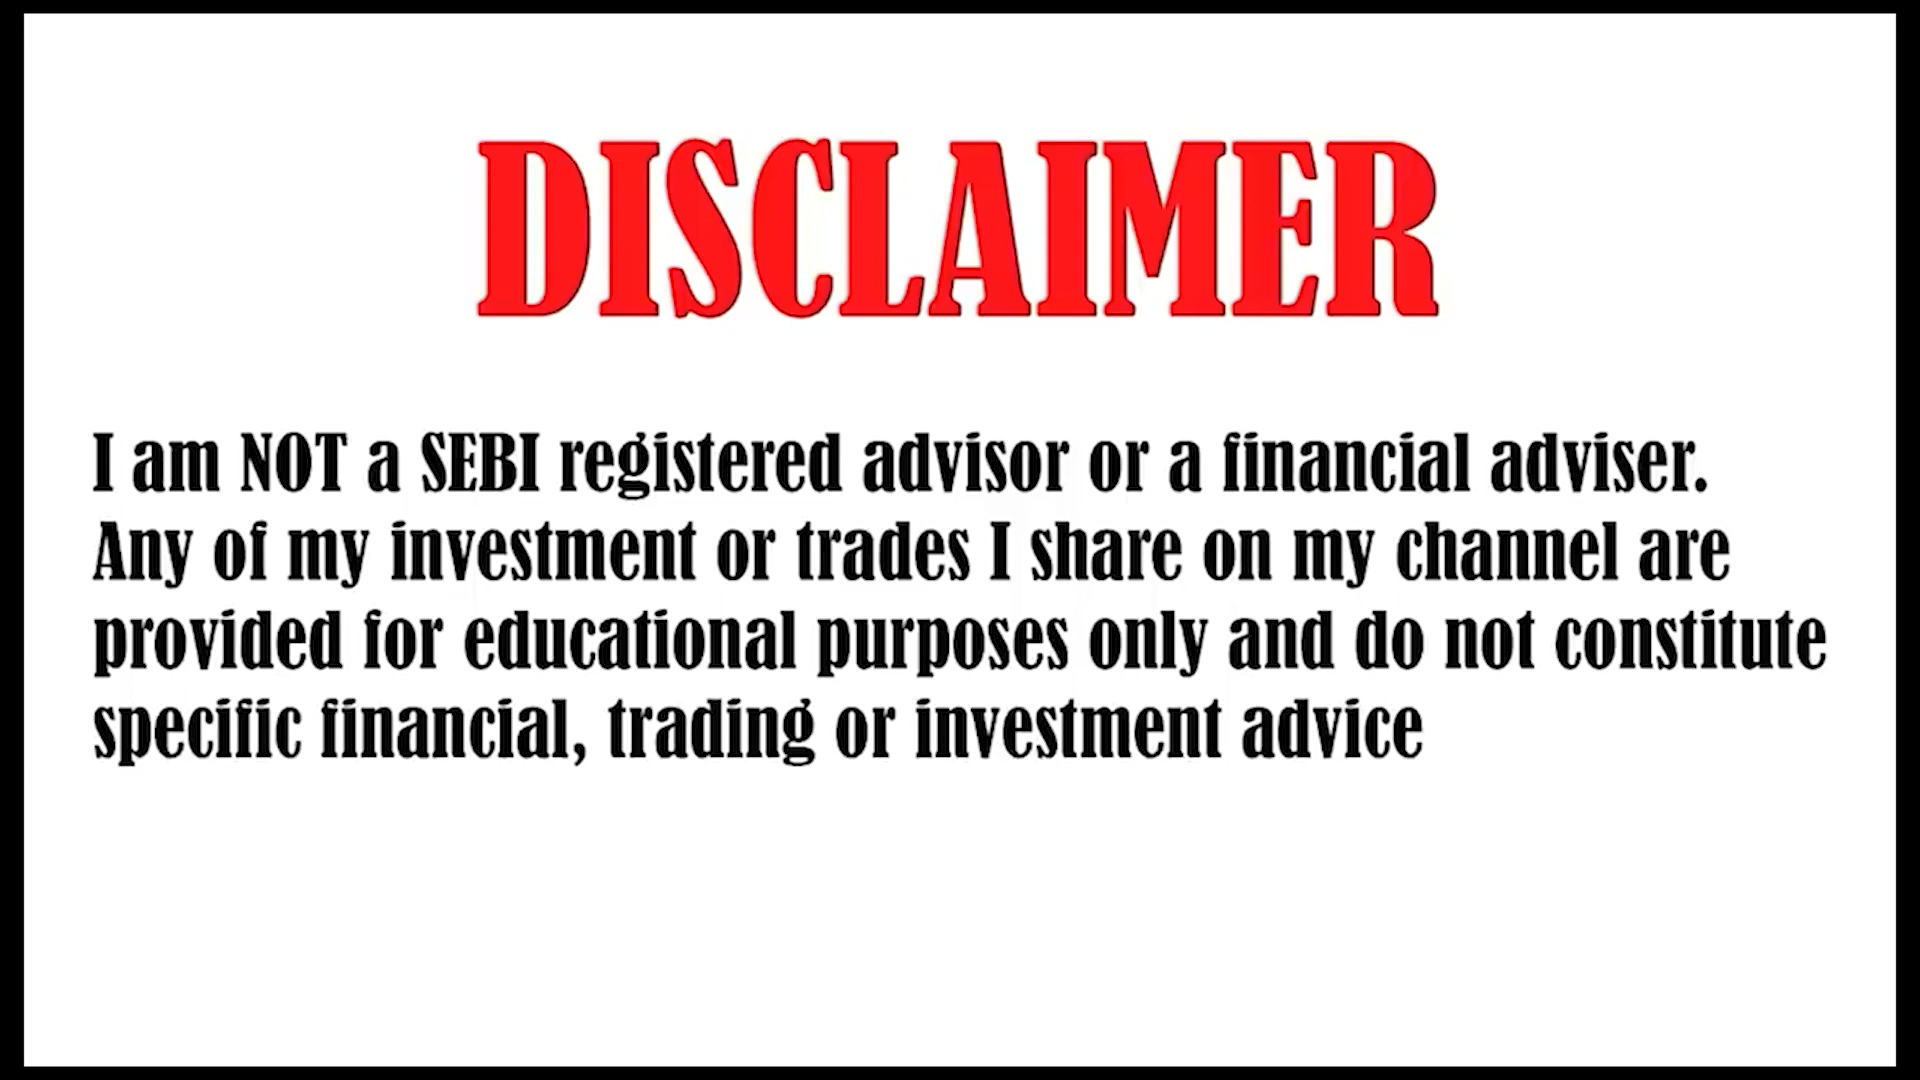 DISCLAIMER
I am NOT a SEBI registered advisor or a financial adviser.
Any of my investment or trades I share on my channel are
provided for educational purposes only and do not constitute
specific financial, trading or investment advice